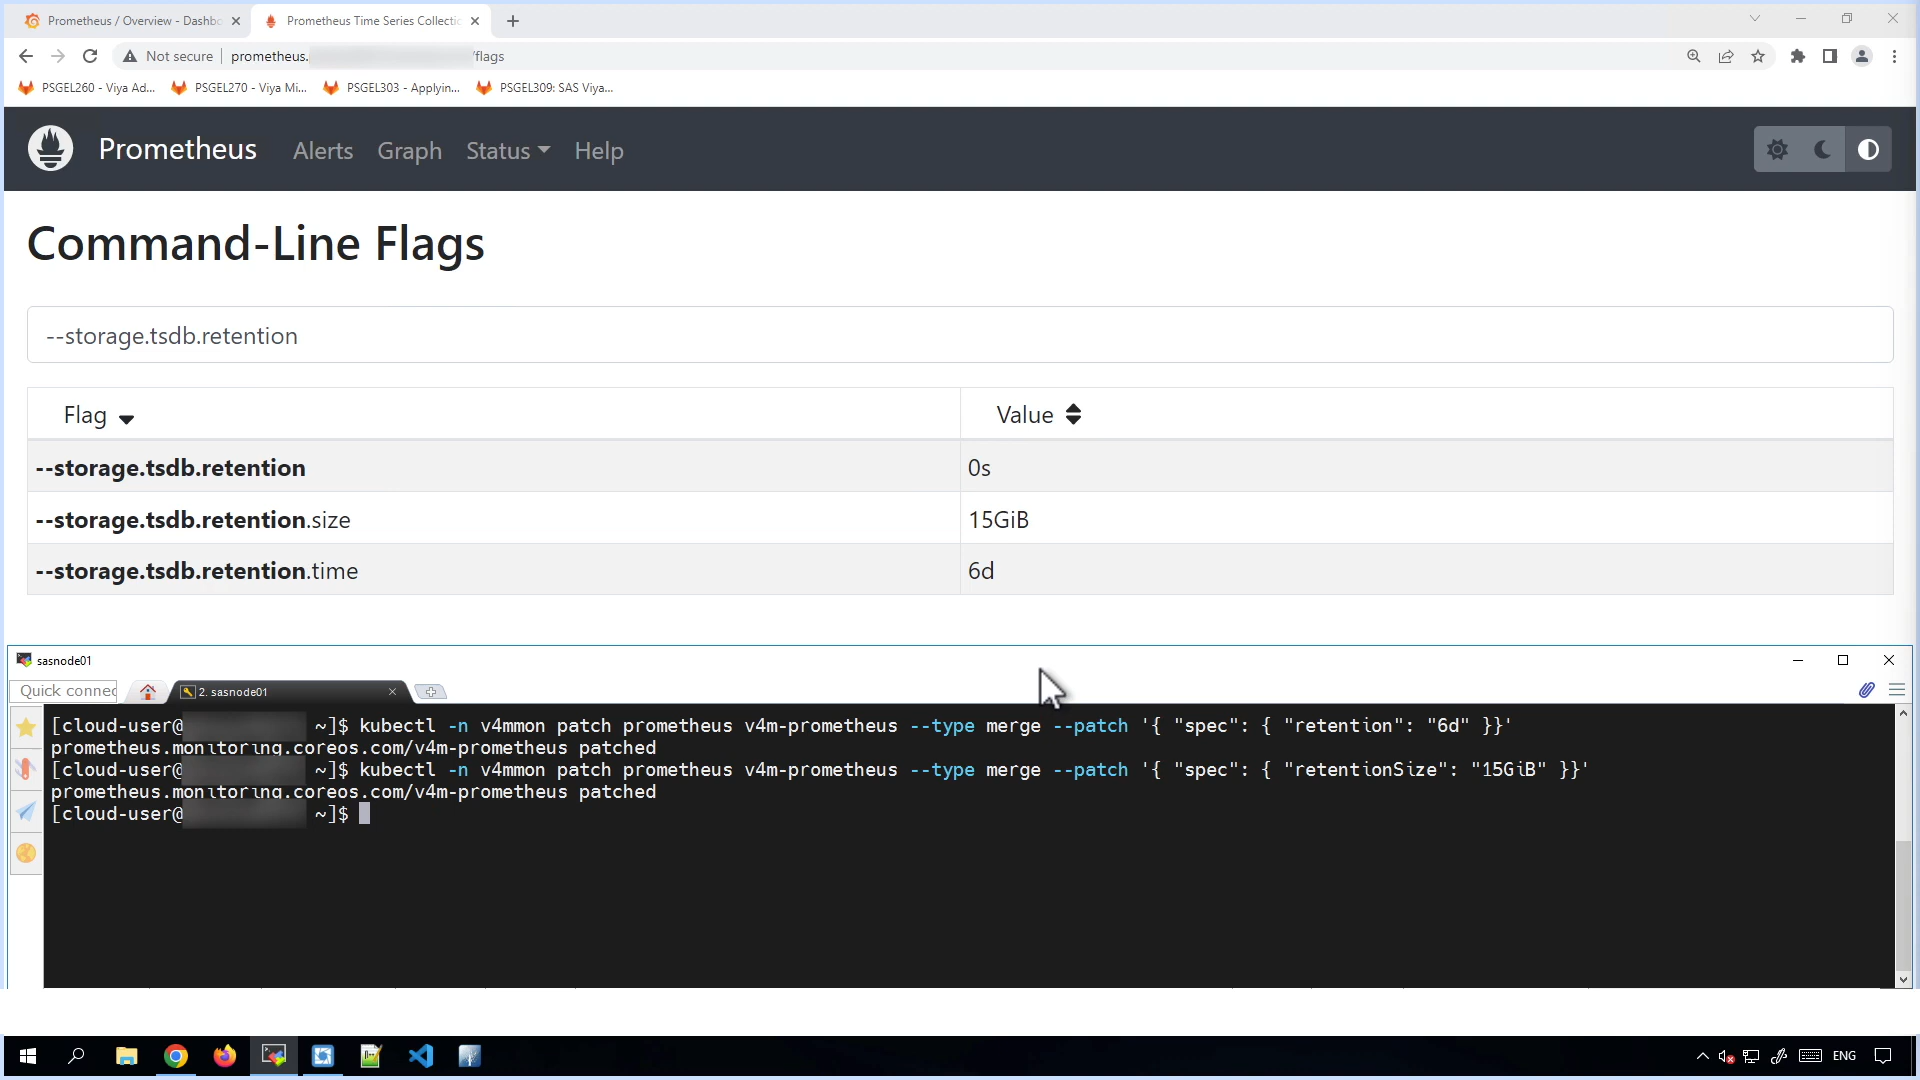 Prometheus / Overview - Dashbo
Prometheus Time Series Collectio
Not secure
prometheus.
/flags
PSGEL260 - Viya Ad...
PSGEL270 - Viya Mi...
PSGEL303 - Applyin...
PSGEL309: SAS Viya...
Prometheus
Alerts
Graph
Status
Help
Command-Line Flags
--storage.tsdb.retention
Flag
Value
--storage.tsdb.retention
0s
--storage.tsdb.retention.size
15GiB
--storage.tsdb.retention.time
6d
sasnode01
Quick connec
2. sasnode01
[cloud-user@ ~]$ kubectl -n v4mmon patch prometheus v4m-prometheus --type merge --patch '{ "spec": { "retention": "6d" }}'
prometheus.monitoring.coreos.com/v4m-prometheus patched
[cloud-user@ ~]$ kubectl -n v4mmon patch prometheus v4m-prometheus --type merge --patch '{ "spec": { "retentionSize": "15GiB" }}'
prometheus.monitoring.coreos.com/v4m-prometheus patched
[cloud-user@ ~]$
ENG